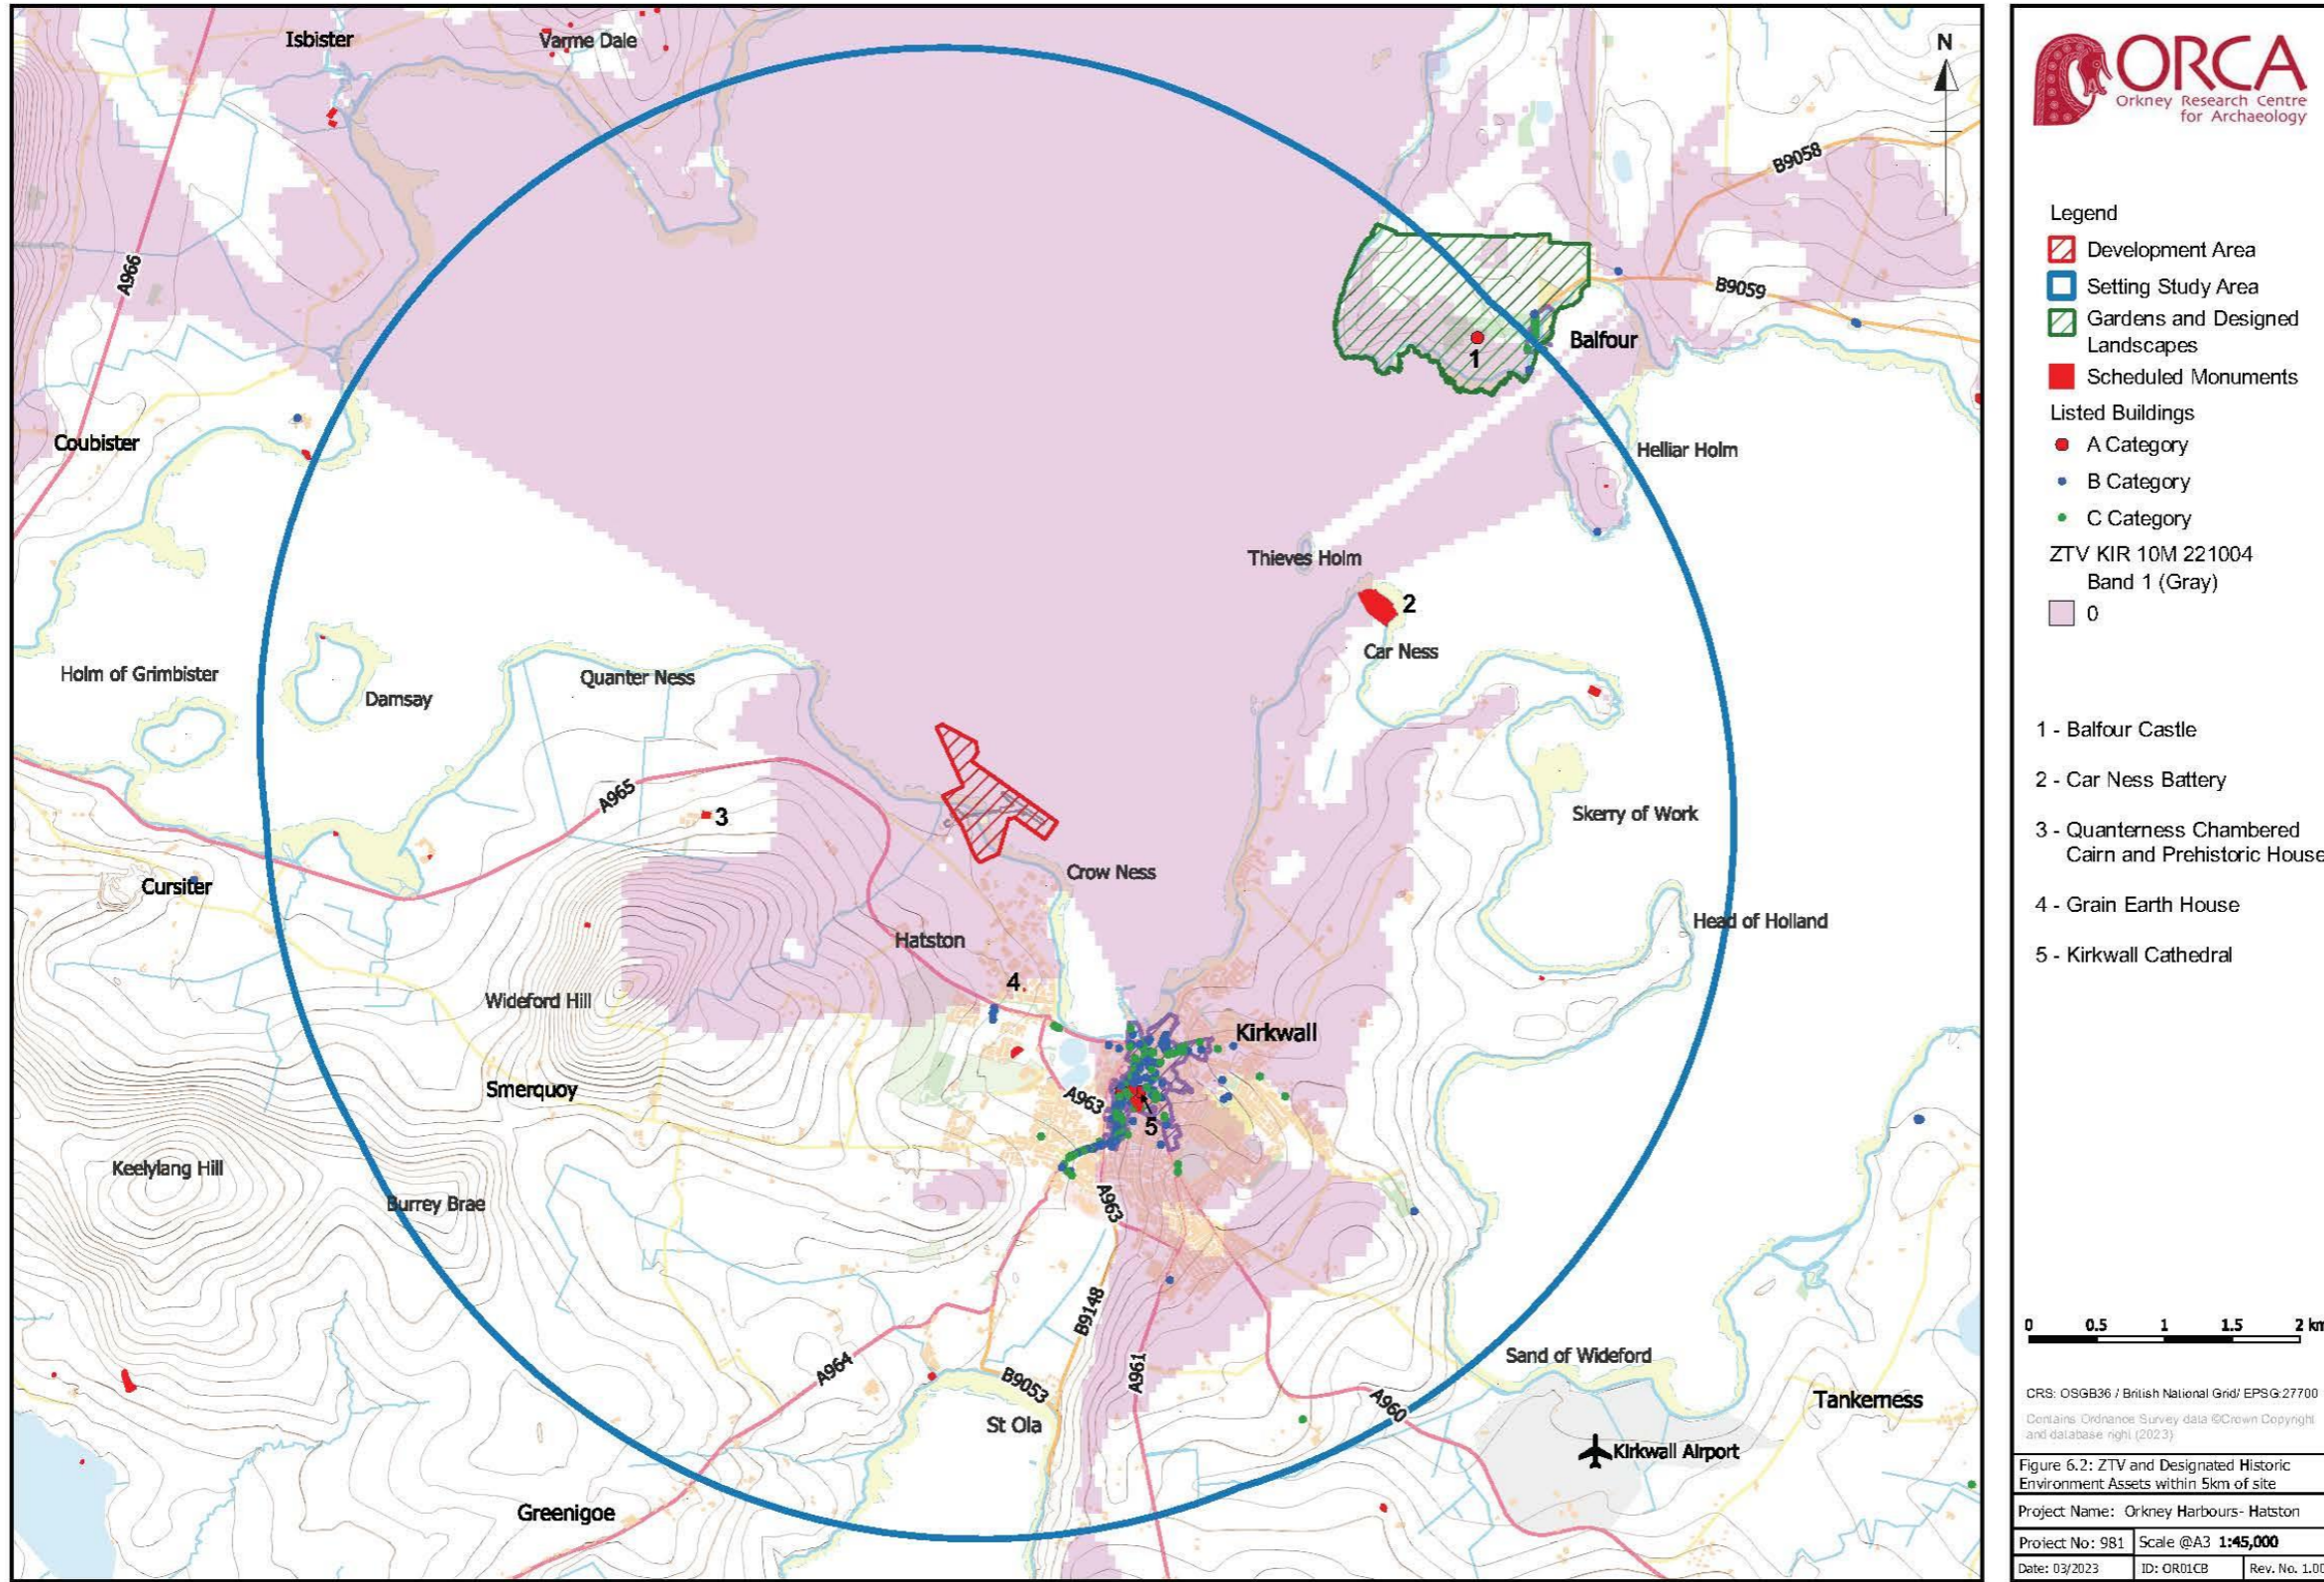 Isbister
Varme Dale
N
B9058
A966
B9059
Balfour
1
Coubister
Helliar Holm
Thieves Holm
2
Car Ness
Holm of Grimbister
Quanter Ness
Damsay
A965
3
Skerry of Work
Crow Ness
Cursiter
Head of Holland
Hatston
4
Wideford Hill
Kirkwall
Smerquoy
A963
5
Keelylang Hill
Burrey Brae
A963
B9148
Sand of Wideford
A964
A961
B9053
A960
Tankerness
St Ola
Kirkwall Airport
Greenigoe
ORCA
Orkney Research Centre
for Archaeology
Legend
Development Area
Setting Study Area
Gardens and Designed
Landscapes
Scheduled Monuments
Listed Buildings
A Category
B Category
C Category
ZTV KIR 10M 221004
Band 1 (Gray)
0
1 - Balfour Castle
2 - Car Ness Battery
3 - Quanterness Chambered
Cairn and Prehistoric House
4 - Grain Earth House
5 - Kirkwall Cathedral
0 0.5 1 1.5 2 km
CRS: OSGB36 / British National Grid/ EPSG:27700
Contains Ordnance Survey data ©Crown Copyright
and database right (2023)
Figure 6.2: ZTV and Designated Historic
Environment Assets within 5km of site
Project Name: Orkney Harbours- Hatston
Project No: 981 Scale @A3 1:45,000
Date: 03/2023 ID: OR01CB Rev. No.